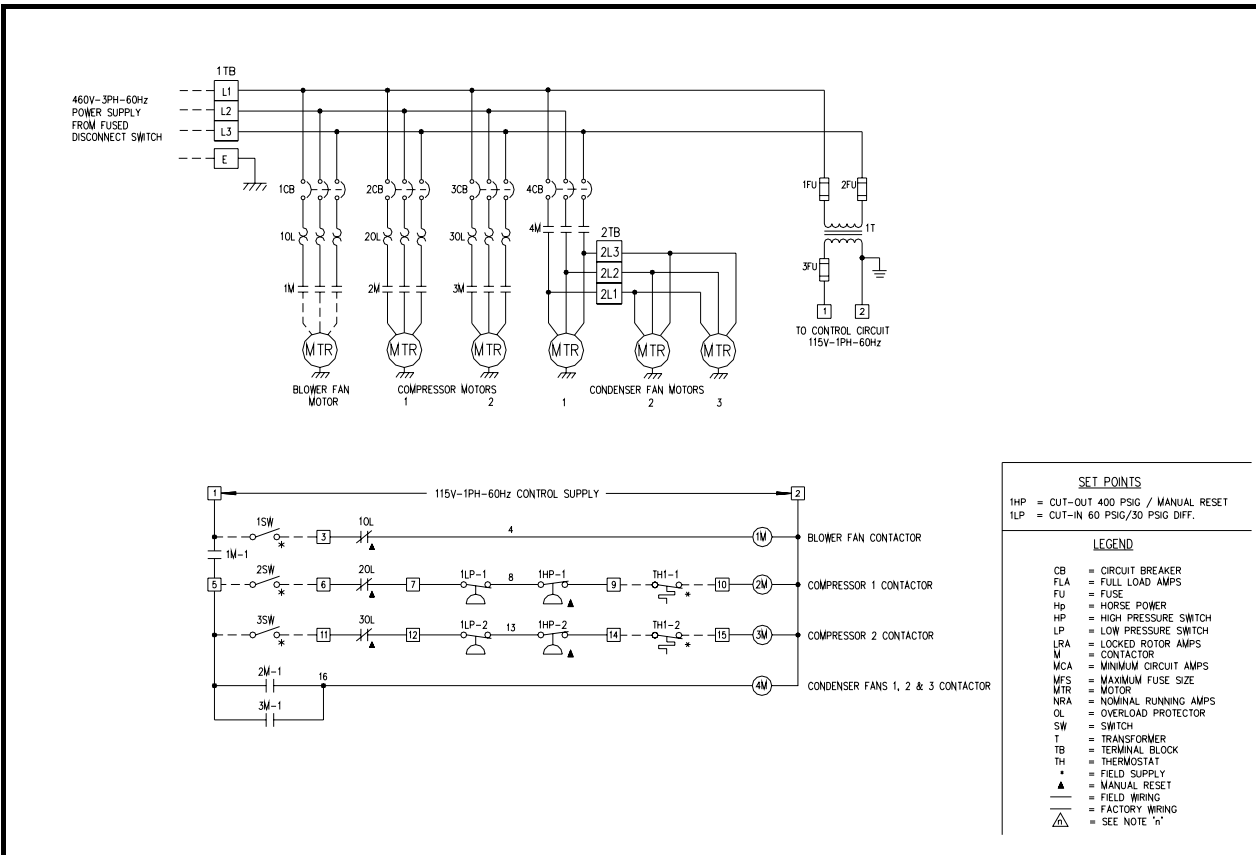 1TB
460V-3PH-60Hz
POWER SUPPLY
FROM FUSED
DISCONNECT SWITCH
L1
L2
L3
E
1CB
2CB
3CB
4CB
1FU
2FU
1OL
2OL
3OL
4M
2TB
1T
2L3
2L2
2L1
3FU
1M
2M
3M
1
2
TO CONTROL CIRCUIT
115V-1PH-60Hz
MTR
MTR
MTR
MTR
MTR
MTR
BLOWER FAN
MOTOR
COMPRESSOR MOTORS
1
2
CONDENSER FAN MOTORS
1
2
3
1
115V-1PH-60Hz CONTROL SUPPLY
2
1SW
*
3
1OL
4
1M
BLOWER FAN CONTACTOR
1M-1
5
2SW
*
6
2OL
7
1LP-1
8
1HP-1
9
TH1-1
*
10
2M
COMPRESSOR 1 CONTACTOR
3SW
*
11
3OL
12
1LP-2
13
1HP-2
14
TH1-2
*
15
3M
COMPRESSOR 2 CONTACTOR
2M-1
16
4M
CONDENSER FANS 1, 2 & 3 CONTACTOR
3M-1
SET POINTS
1HP = CUT-OUT 400 PSIG / MANUAL RESET
1LP = CUT-IN 60 PSIG/30 PSIG DIFF.
LEGEND
CB = CIRCUIT BREAKER
FLA = FULL LOAD AMPS
FU = FUSE
Hp = HORSE POWER
HP = HIGH PRESSURE SWITCH
LP = LOW PRESSURE SWITCH
LRA = LOCKED ROTOR AMPS
M = CONTACTOR
MCA = MINIMUM CIRCUIT AMPS
MFS = MAXIMUM FUSE SIZE
MTR = MOTOR
NRA = NOMINAL RUNNING AMPS
OL = OVERLOAD PROTECTOR
SW = SWITCH
T = TRANSFORMER
TB = TERMINAL BLOCK
TH = THERMOSTAT
* = FIELD SUPPLY
▲ = MANUAL RESET
= FIELD WIRING
= FACTORY WIRING
n = SEE NOTE 'n'